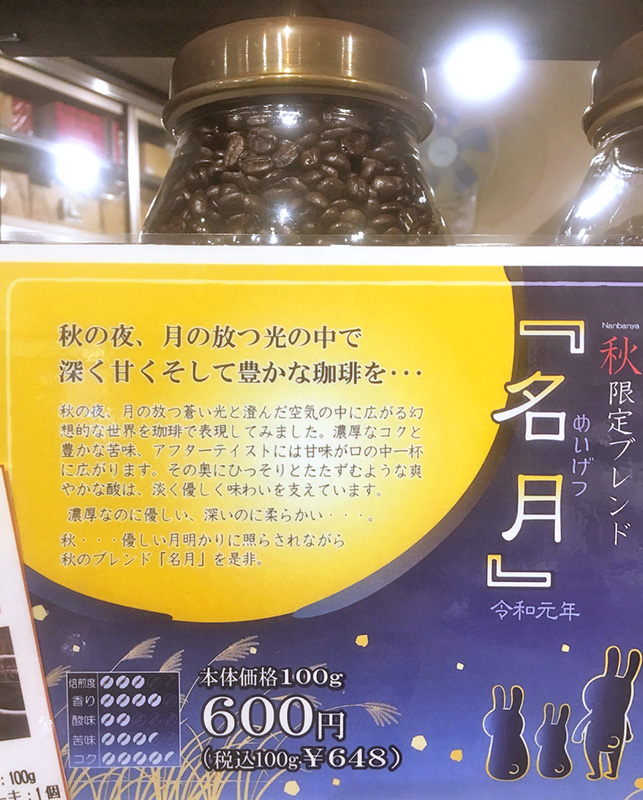 Nanbanya
秋限定ブレンド
『名月』
めいげつ
令和元年
秋の夜、月の放つ光の中で
深く甘くそして豊かな珈琲を・・・
秋の夜、月の放つ蒼い光と澄んだ空気の中に広がる幻
想的な世界を珈琲で表現してみました。濃厚なコクと
豊かな苦味、アフターテイストには甘味が口の中一杯
に広がります。その奥にひっそりとたたずむような爽
やかな酸は、淡く優しく味わいを支えています。
濃厚なのに優しい、深いのに柔らかい・・・。
秋・・・優しい月明かりに照らされながら
秋のブレンド「名月」を是非。
焙煎度
香り
酸味
苦味
コク
本体価格100g
600円
(税込100g¥648)
:100g
ーキ:1個